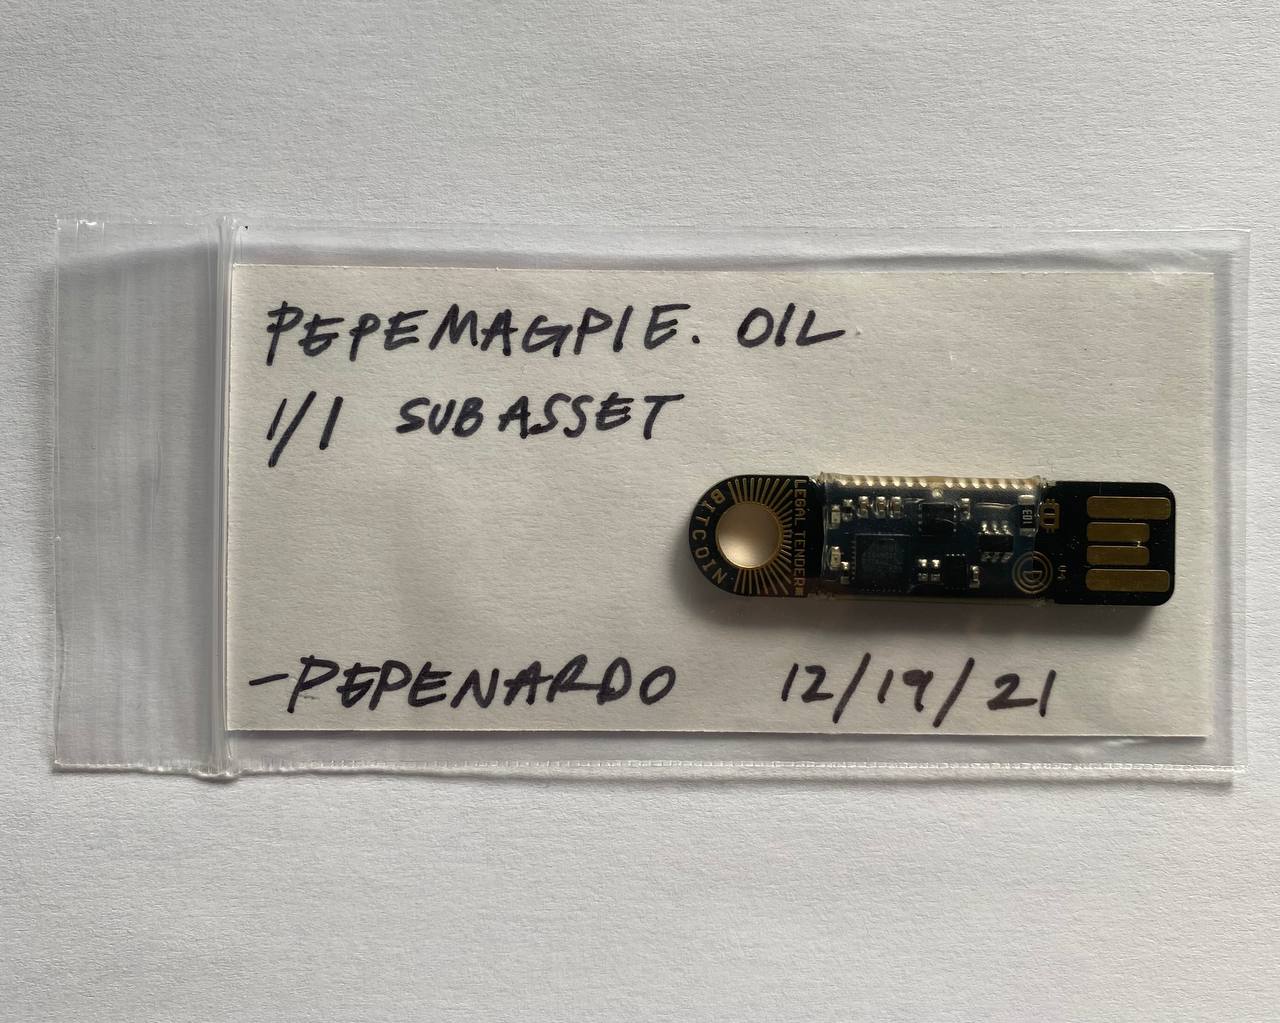 PEPEMAGPIE. OIL
1/1 SUBASSET
BITCOIN
LEGAL TENDER
-PEPENARDO 12/19/21